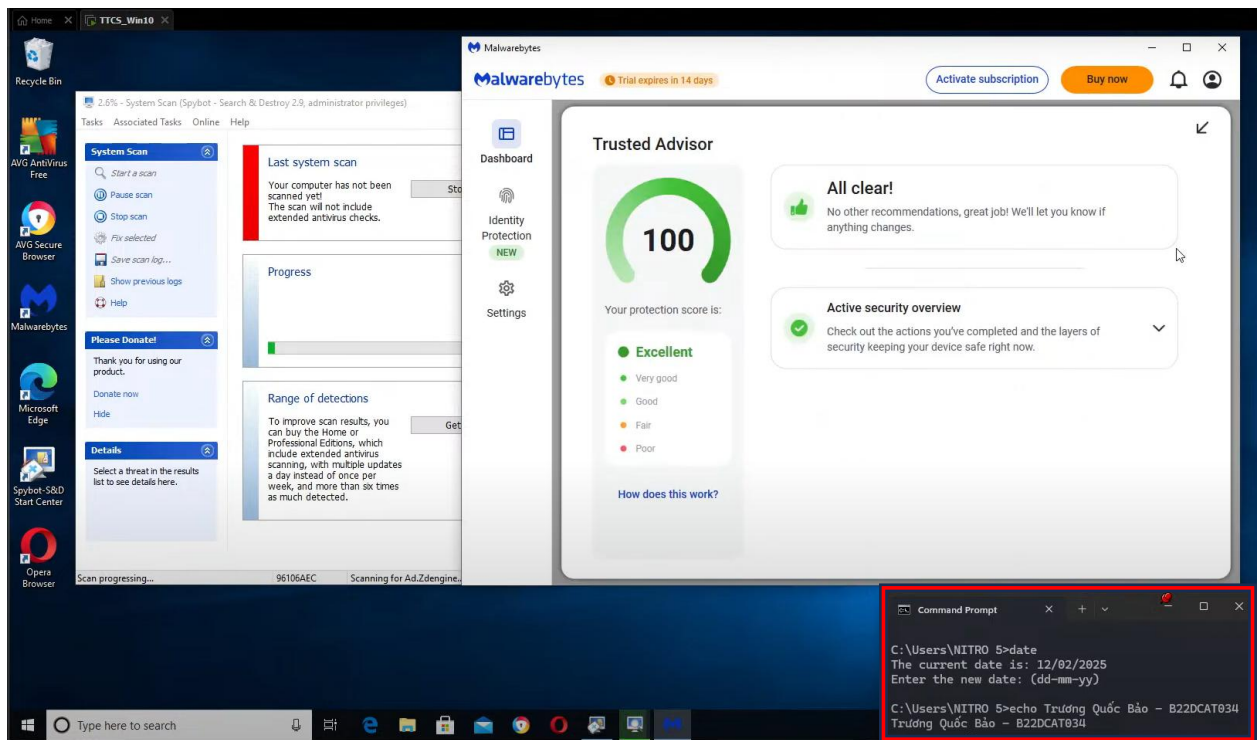 Home
TTCS_Win10
Recycle Bin
AVG AntiVirus
Free
AVG Secure
Browser
Malwarebytes
Microsoft
Edge
Spybot-S&D
Start Center
Opera
Browser
2.6% - System Scan (Spybot - Search & Destroy 2.9, administrator privileges)
Tasks Associated Tasks Online Help
System Scan
Start a scan
Pause scan
Stop scan
Fix selected
Save scan log...
Show previous logs
Help
Please Donate!
Thank you for using our
product.
Donate now
Hide
Details
Select a threat in the results
list to see details here.
Last system scan
Your computer has not been
scanned yet!
The scan will not include
extended antivirus checks.
Progress
Range of detections
To improve scan results, you
can buy the Home or
Professional Editions, which
include extended antivirus
scanning, with multiple updates
a day instead of once per
week, and more than six times
as much detected.
Get
Scan progressing...
96106AEC
Scanning for Ad.Zdengine..
Malwarebytes
Malwarebytes
Trial expires in 14 days
Activate subscription
Buy now
Dashboard
Identity
Protection
NEW
Settings
Trusted Advisor
100
Your protection score is:
Excellent
Very good
Good
Fair
Poor
How does this work?
All clear!
No other recommendations, great job! We'll let you know if
anything changes.
Active security overview
Check out the actions you've completed and the layers of
security keeping your device safe right now.
Command Prompt
C:\Users\NITRO 5>date
The current date is: 12/02/2025
Enter the new date: (dd-mm-yy)
C:\Users\NITRO 5>echo Trương Quốc Bảo - B22DCAT034
Trương Quốc Bảo - B22DCAT034
Type here to search